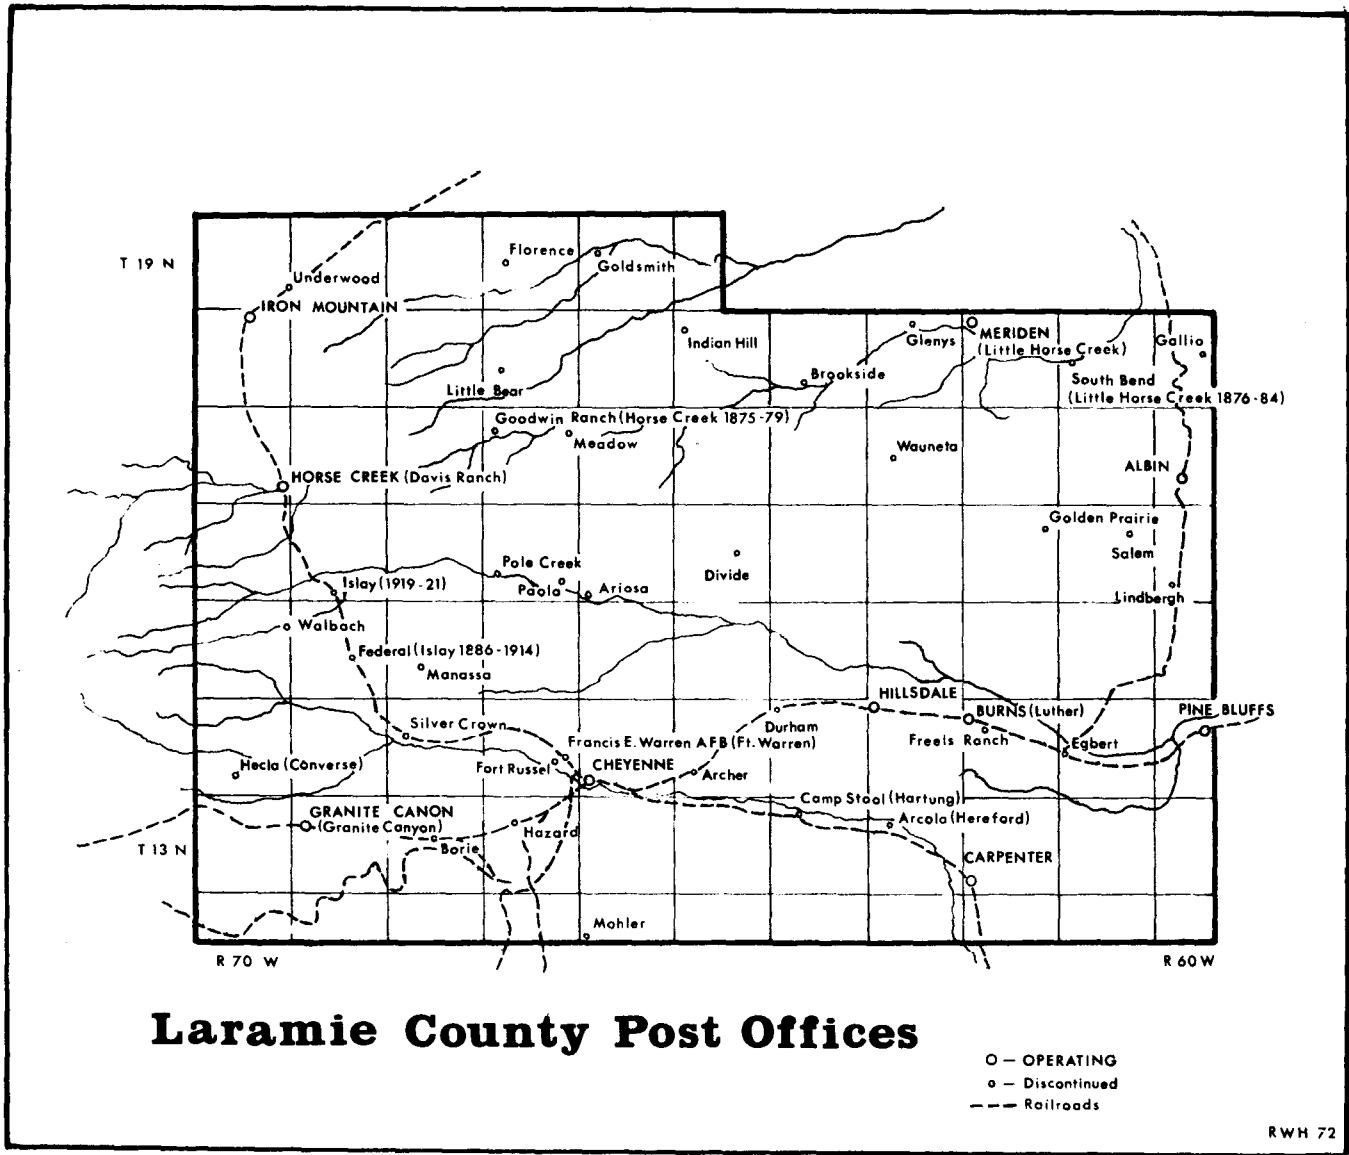 T 19 N
Florence
Goldsmith
Underwood
IRON MOUNTAIN
Indian Hill
Glenys
MERIDEN
(Little Horse Creek)
Gallio
Little Bear
Brookside
South Bend
(Little Horse Creek 1876-84)
Goodwin Ranch (Horse Creek 1875-79)
Meadow
Wauneta
ALBIN
HORSE CREEK (Davis Ranch)
Golden Prairie
Salem
Pole Creek
Divide
Islay (1919-21)
Paola
Ariosa
Lindbergh
Walbach
Federal (Islay 1886-1914)
Manassa
HILLSDALE
BURNS (Luther)
PINE BLUFFS
Silver Crown
Durham
Freels Ranch
Egbert
Francis E. Warren AFB (Ft. Warren)
Hecla (Converse)
Fort Russel
CHEYENNE
Archer
Camp Stool (Hartung)
GRANITE CANON
(Granite Canyon)
Arcola (Hereford)
Hazard
T 13 N
Borie
CARPENTER
Mohler
R 70 W
R 60 W
Laramie County Post Offices
O – OPERATING
o – Discontinued
--- Railroads
RWH 72